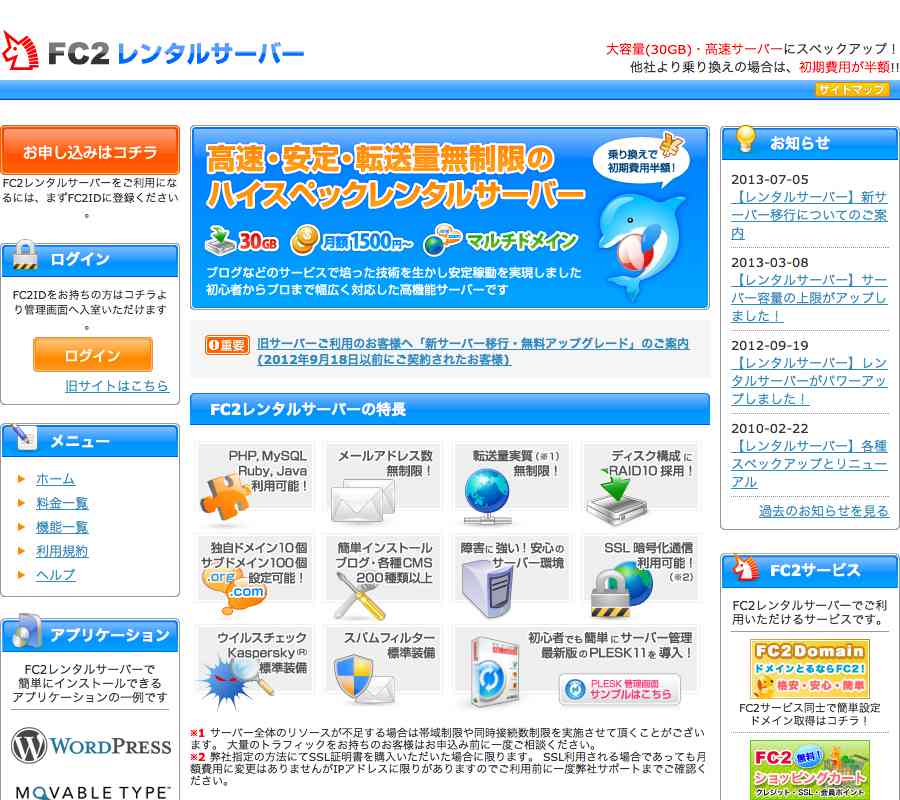 FC2 レンタルサーバー
大容量(30GB)・高速サーバーにスペックアップ！
他社より乗り換えの場合は、初期費用が半額!!
サイトマップ
お申し込みはコチラ
FC2レンタルサーバーをご利用にな
るには、まずFC2IDに登録ください
。
ログイン
FC2IDをお持ちの方はコチラよ
り管理画面へ入室いただけます
。
ログイン
旧サイトはこちら
メニュー
ホーム
料金一覧
機能一覧
利用規約
ヘルプ
アプリケーション
FC2レンタルサーバーで
簡単にインストールできる
アプリケーションの一例です
WORDPRESS
MOVABLE TYPE
高速・安定・転送量無制限の
ハイスペックレンタルサーバー
乗り換えで
初期費用半額！
30GB
月額1500円〜
マルチドメイン
ブログなどのサービスで培った技術を生かし安定稼動を実現しました
初心者からプロまで幅広く対応した高機能サーバーです
重要
旧サーバーご利用のお客様へ「新サーバー移行・無料アップグレード」のご案内
(2012年9月18日以前にご契約されたお客様)
FC2レンタルサーバーの特長
PHP, MySQL
Ruby, Java
利用可能！
メールアドレス数
無制限！
転送量実質(※1)
無制限！
ディスク構成に
RAID10 採用！
独自ドメイン10個
サブドメイン100個
設定可能！
.org
.com
簡単インストール
ブログ・各種CMS
200種類以上
障害に強い！安心の
サーバー環境
SSL 暗号化通信
利用可能！
(※2)
ウイルスチェック
Kaspersky(R)
標準装備
スパムフィルター
標準装備
初心者でも簡単にサーバー管理
最新版のPLESK11を導入！
PLESK 管理画面
サンプルはこちら
※1 サーバー全体のリソースが不足する場合は帯域制限や同時接続数制限を実施させて頂くことがござい
ます。 大量のトラフィックをお持ちのお客様はお申込み前に一度ご相談ください。
※2 弊社指定の方法にてSSL証明書を購入いただいた場合に限ります。 SSL利用される場合であっても月
額費用に変更はありませんがIPアドレスに限りがありますのでご利用前に一度弊社サポートまでご確認く
ださい。
お知らせ
2013-07-05
【レンタルサーバー】新サ
ーバー移行についてのご案
内
2013-03-08
【レンタルサーバー】サー
バー容量の上限がアップし
ました！
2012-09-19
【レンタルサーバー】レン
タルサーバーがパワーアッ
プしました！
2010-02-22
【レンタルサーバー】各種
スペックアップとリニュー
アル
過去のお知らせを見る
FC2サービス
FC2レンタルサーバーでご利
用いただけるサービスです。
FC2Domain
ドメインとるならFC2!
格安・安心・簡単
FC2サービス同士で簡単設定
ドメイン取得はコチラ！
FC2 無料!
ショッピングカート
クレジット・SSL・会員ポイント